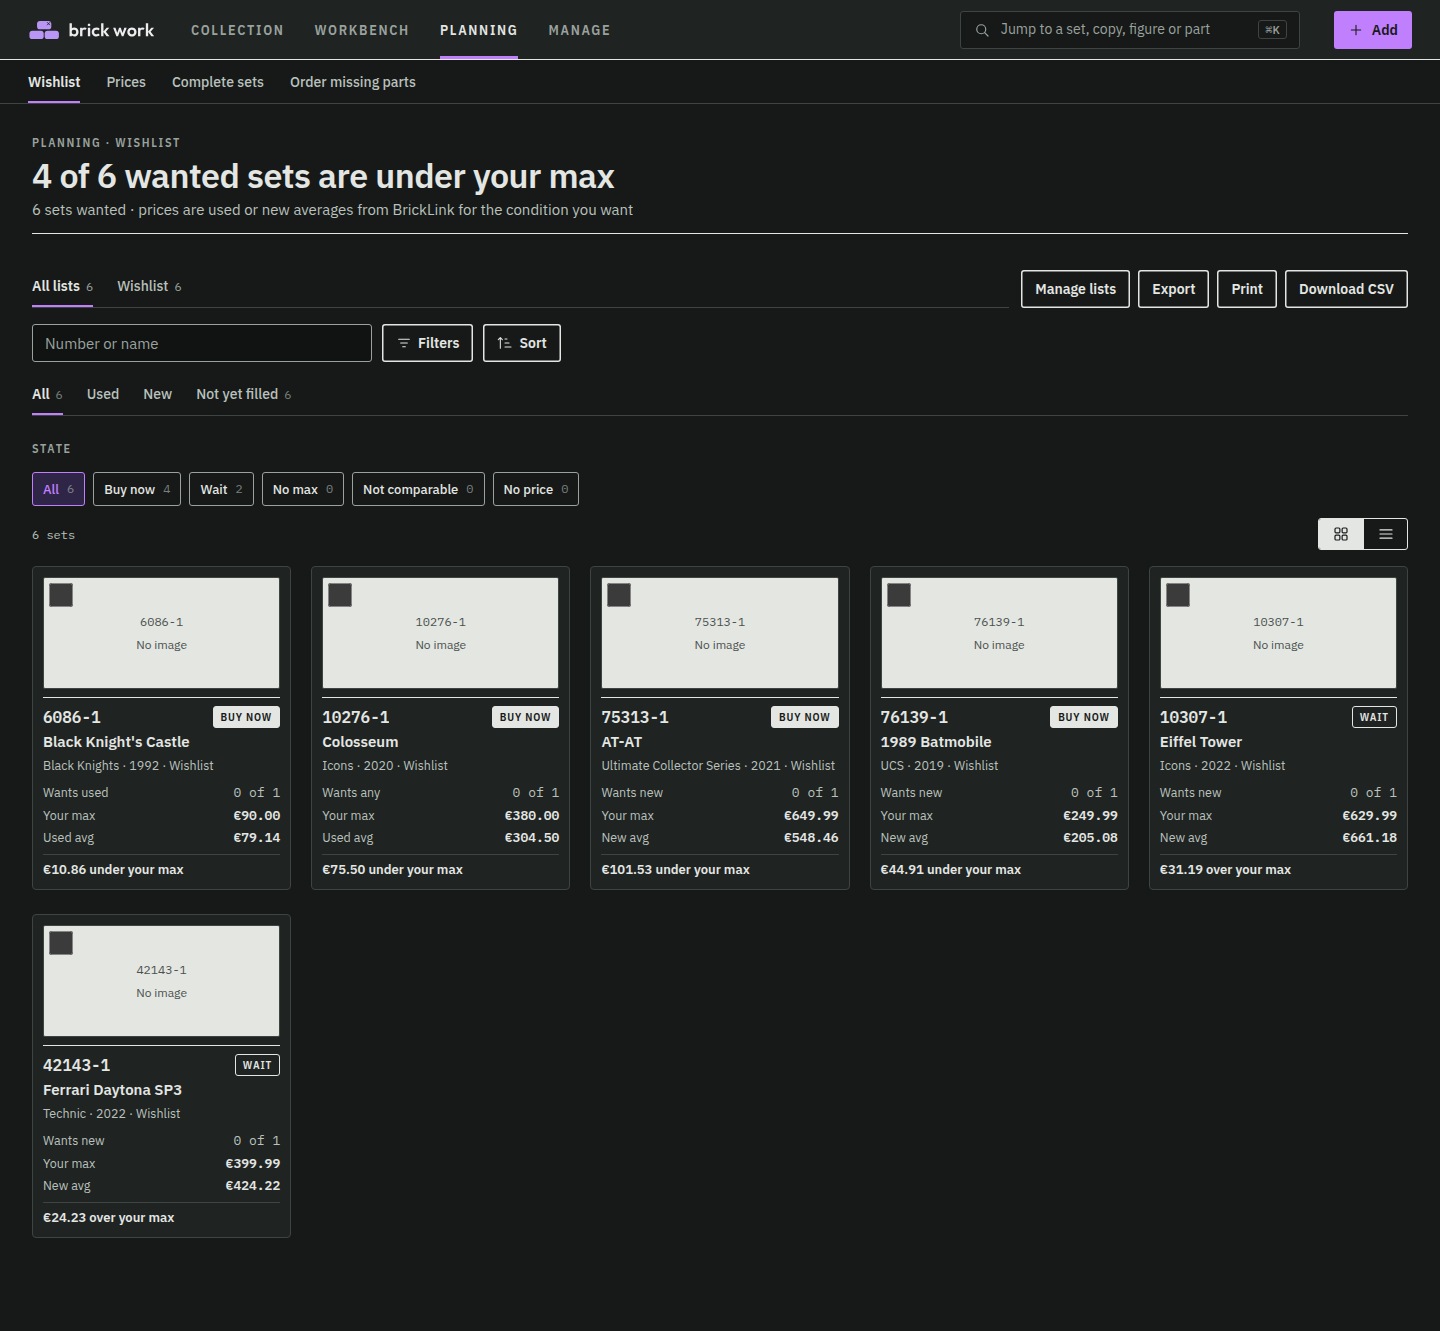 brick work
COLLECTION
WORKBENCH
PLANNING
MANAGE
Jump to a set, copy, figure or part
⌘K
Add
Wishlist
Prices
Complete sets
Order missing parts
PLANNING · WISHLIST
4 of 6 wanted sets are under your max
6 sets wanted · prices are used or new averages from BrickLink for the condition you want
All lists 6
Wishlist 6
Manage lists
Export
Print
Download CSV
Number or name
Filters
Sort
All 6
Used
New
Not yet filled 6
STATE
All 6
Buy now 4
Wait 2
No max 0
Not comparable 0
No price 0
6 sets
6086-1
No image
6086-1
BUY NOW
Black Knight's Castle
Black Knights · 1992 · Wishlist
Wants used 0 of 1
Your max €90.00
Used avg €79.14
€10.86 under your max
10276-1
No image
10276-1
BUY NOW
Colosseum
Icons · 2020 · Wishlist
Wants any 0 of 1
Your max €380.00
Used avg €304.50
€75.50 under your max
75313-1
No image
75313-1
BUY NOW
AT-AT
Ultimate Collector Series · 2021 · Wishlist
Wants new 0 of 1
Your max €649.99
New avg €548.46
€101.53 under your max
76139-1
No image
76139-1
BUY NOW
1989 Batmobile
UCS · 2019 · Wishlist
Wants new 0 of 1
Your max €249.99
New avg €205.08
€44.91 under your max
10307-1
No image
10307-1
WAIT
Eiffel Tower
Icons · 2022 · Wishlist
Wants new 0 of 1
Your max €629.99
New avg €661.18
€31.19 over your max
42143-1
No image
42143-1
WAIT
Ferrari Daytona SP3
Technic · 2022 · Wishlist
Wants new 0 of 1
Your max €399.99
New avg €424.22
€24.23 over your max